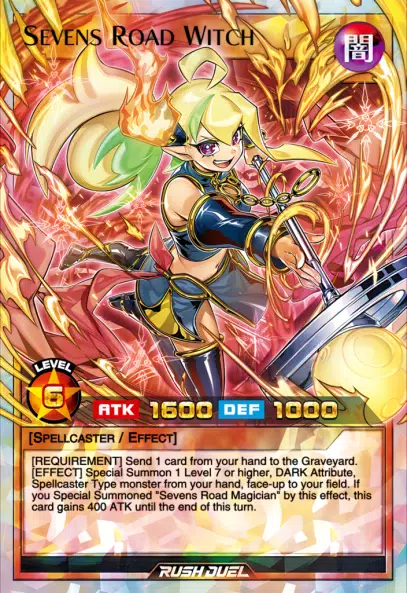 Sevens Road Witch
闇
LEVEL
6
ATK 1600 DEF 1000
[Spellcaster / Effect]
[REQUIREMENT] Send 1 card from your hand to the Graveyard.
[EFFECT] Special Summon 1 Level 7 or higher, DARK Attribute,
Spellcaster Type monster from your hand, face-up to your field. If
you Special Summoned "Sevens Road Magician" by this effect, this
card gains 400 ATK until the end of this turn.
RUSH DUEL